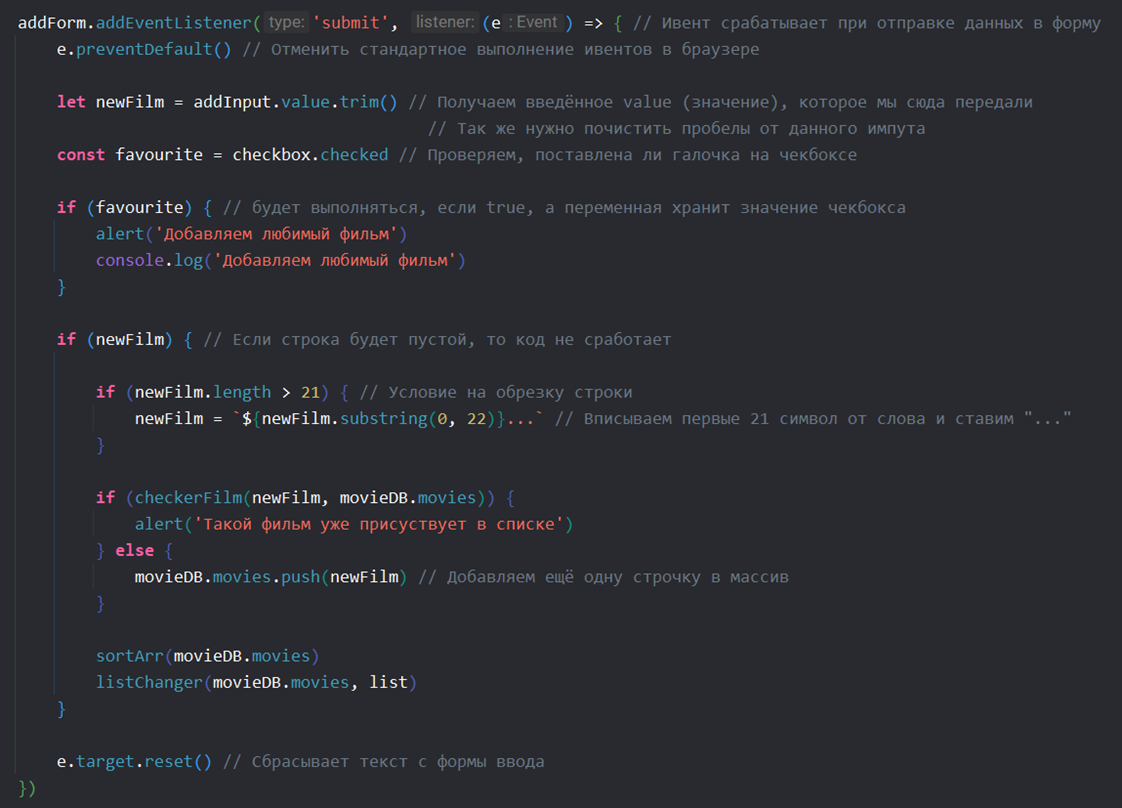 addForm.addEventListener( type: 'submit', listener: (e : Event ) => { // Ивент срабатывает при отправке данных в форму
e.preventDefault() // Отменить стандартное выполнение ивентов в браузере
let newFilm = addInput.value.trim() // Получаем введённое value (значение), которое мы сюда передали
// Так же нужно почистить пробелы от данного импута
const favourite = checkbox.checked // Проверяем, поставлена ли галочка на чекбоксе
if (favourite) { // будет выполняться, если true, а переменная хранит значение чекбокса
alert('Добавляем любимый фильм')
console.log('Добавляем любимый фильм')
}
if (newFilm) { // Если строка будет пустой, то код не сработает
if (newFilm.length > 21) { // Условие на обрезку строки
newFilm = `${newFilm.substring(0, 22)}...` // Вписываем первые 21 символ от слова и ставим "..."
}
if (checkerFilm(newFilm, movieDB.movies)) {
alert('Такой фильм уже присуствует в списке')
} else {
movieDB.movies.push(newFilm) // Добавляем ещё одну строчку в массив
}
sortArr(movieDB.movies)
listChanger(movieDB.movies, list)
}
e.target.reset() // Сбрасывает текст с формы ввода
})